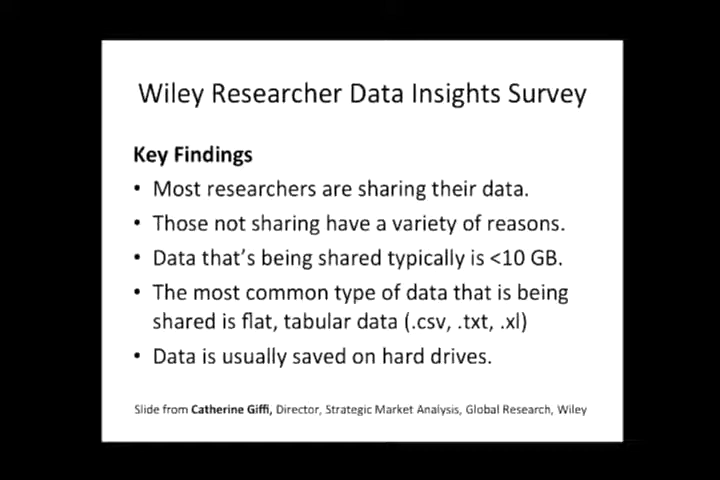 Wiley Researcher Data Insights Survey
Key Findings
• Most researchers are sharing their data.
• Those not sharing have a variety of reasons.
• Data that's being shared typically is <10 GB.
• The most common type of data that is being
shared is flat, tabular data (.csv, .txt, .xl)
• Data is usually saved on hard drives.
Slide from Catherine Giffi, Director, Strategic Market Analysis, Global Research, Wiley